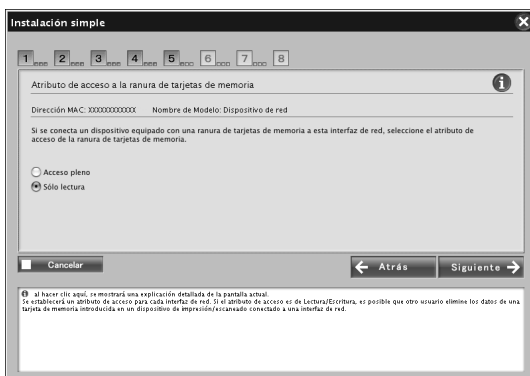 Instalación simple
1 2 3 4 5 6 7 8
Atributo de acceso a la ranura de tarjetas de memoria
Dirección MAC: XXXXXXXXXXXX Nombre de Modelo: Dispositivo de red
Si se conecta un dispositivo equipado con una ranura de tarjetas de memoria a esta interfaz de red, seleccione el atributo de
acceso de la ranura de tarjetas de memoria.
Acceso pleno
Sólo lectura
Cancelar
Atrás
Siguiente
al hacer clic aquí, se mostrará una explicación detallada de la pantalla actual.
Se establecerá un atributo de acceso para cada interfaz de red. Si el atributo de acceso es de Lectura/Escritura, es posible que otro usuario elimine los datos de una
tarjeta de memoria introducida en un dispositivo de impresión/escaneado conectado a una interfaz de red.